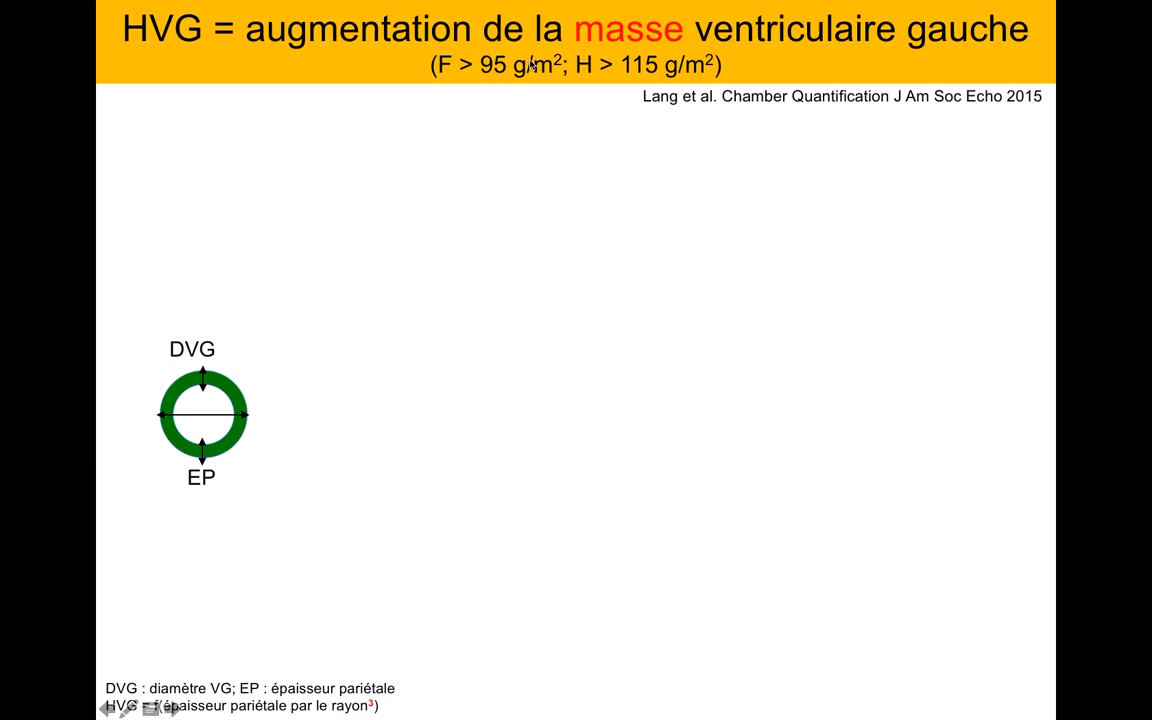 HVG = augmentation de la masse ventriculaire gauche
(F > 95 g/m²; H > 115 g/m²)
Lang et al. Chamber Quantification J Am Soc Echo 2015
DVG
EP
DVG : diamètre VG; EP : épaisseur pariétale
HVG = f(épaisseur pariétale par le rayon³)